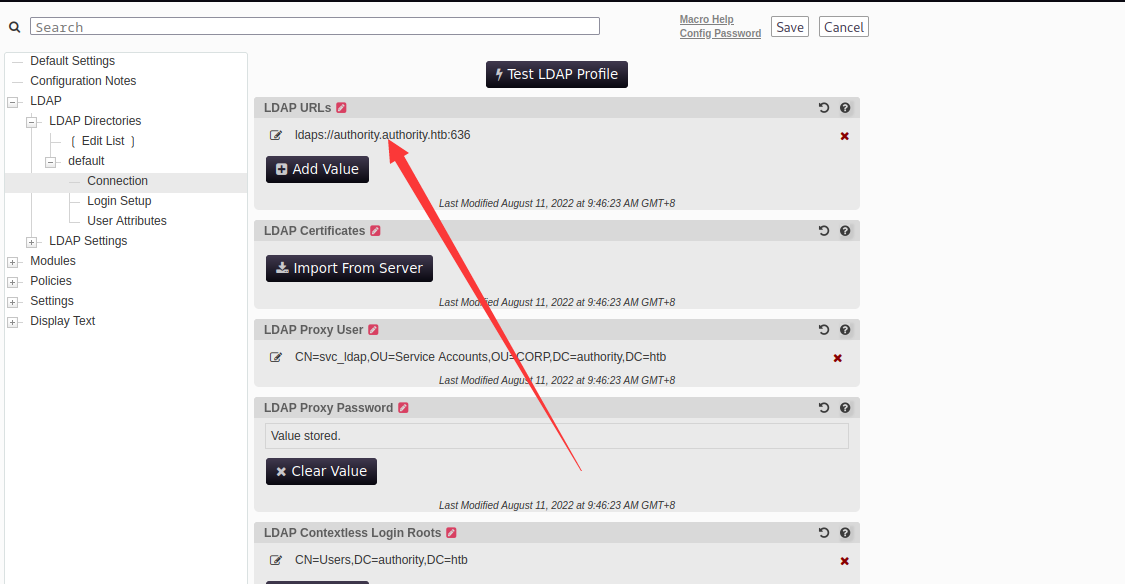 Search
Macro Help
Config Password
Save
Cancel
Default Settings
Configuration Notes
LDAP
LDAP Directories
[ Edit List ]
default
Connection
Login Setup
User Attributes
LDAP Settings
Modules
Policies
Settings
Display Text
Test LDAP Profile
LDAP URLs
ldaps://authority.authority.htb:636
Add Value
Last Modified August 11, 2022 at 9:46:23 AM GMT+8
LDAP Certificates
Import From Server
Last Modified August 11, 2022 at 9:46:23 AM GMT+8
LDAP Proxy User
CN=svc_ldap,OU=Service Accounts,OU=CORP,DC=authority,DC=htb
Last Modified August 11, 2022 at 9:46:23 AM GMT+8
LDAP Proxy Password
Value stored.
Clear Value
Last Modified August 11, 2022 at 9:46:23 AM GMT+8
LDAP Contextless Login Roots
CN=Users,DC=authority,DC=htb